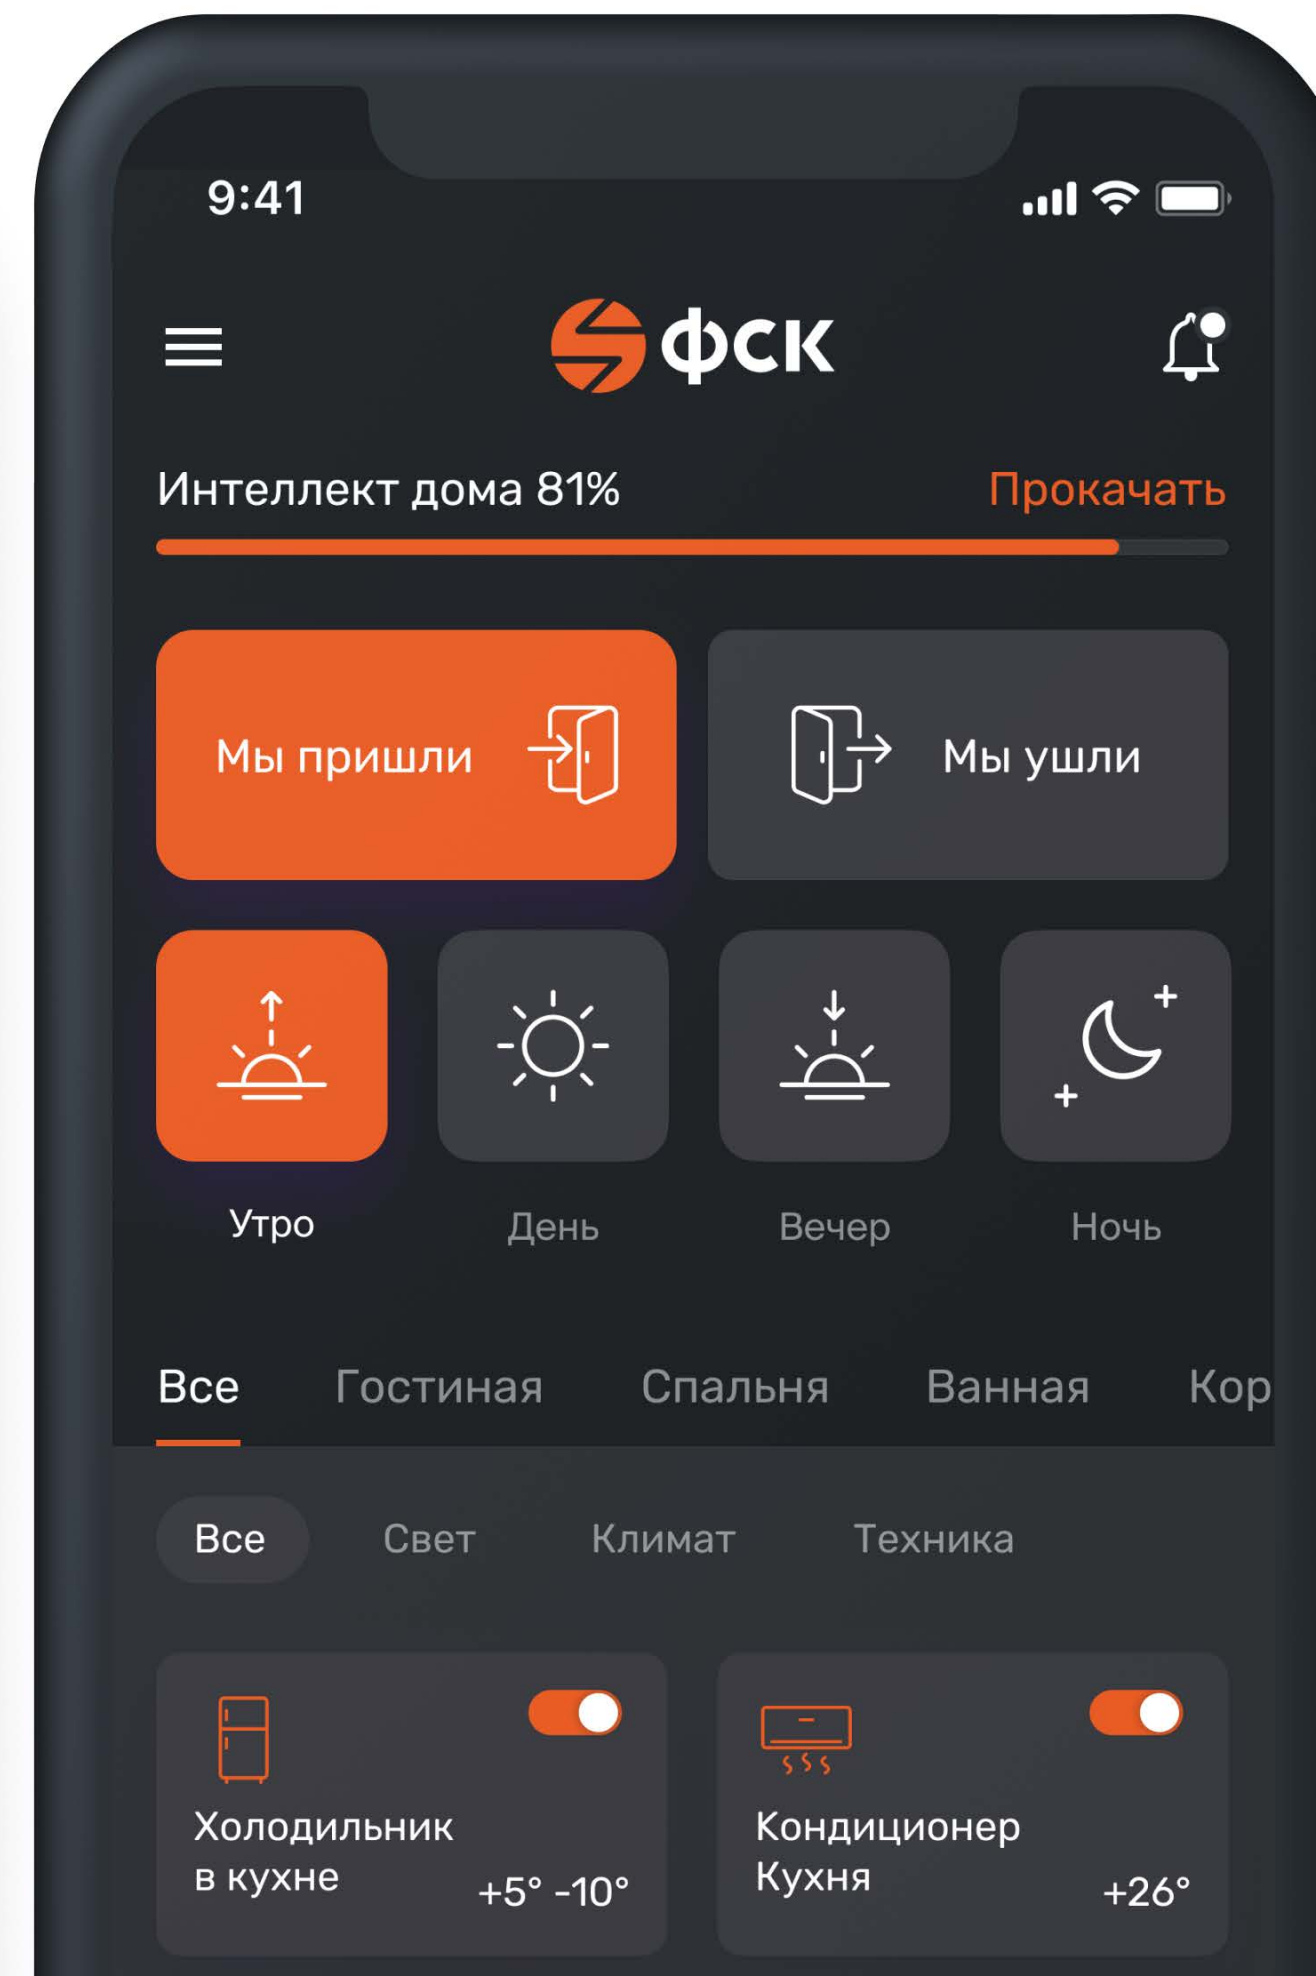 9:41
ФСК
Интеллект дома 81% Прокачать
Мы пришли Мы ушли
Утро День Вечер Ночь
Все Гостиная Спальня Ванная Кор
Все Свет Климат Техника
Холодильник
в кухне +5° -10°
Кондиционер
Кухня +26°